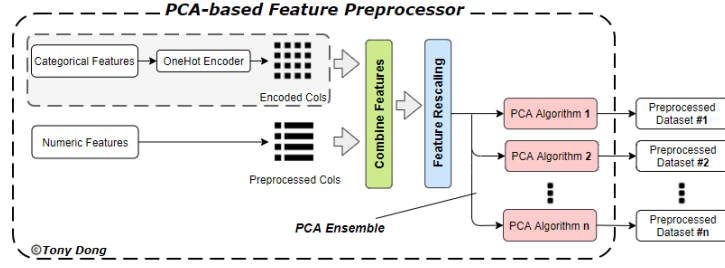 PCA-based Feature Preprocessor
Categorical Features
OneHot Encoder
Encoded Cols
Numeric Features
Preprocessed Cols
Combine Features
Feature Rescaling
PCA Algorithm 1
Preprocessed
Dataset #1
PCA Algorithm 2
Preprocessed
Dataset #2
PCA Algorithm n
Preprocessed
Dataset #n
PCA Ensemble
©Tony Dong